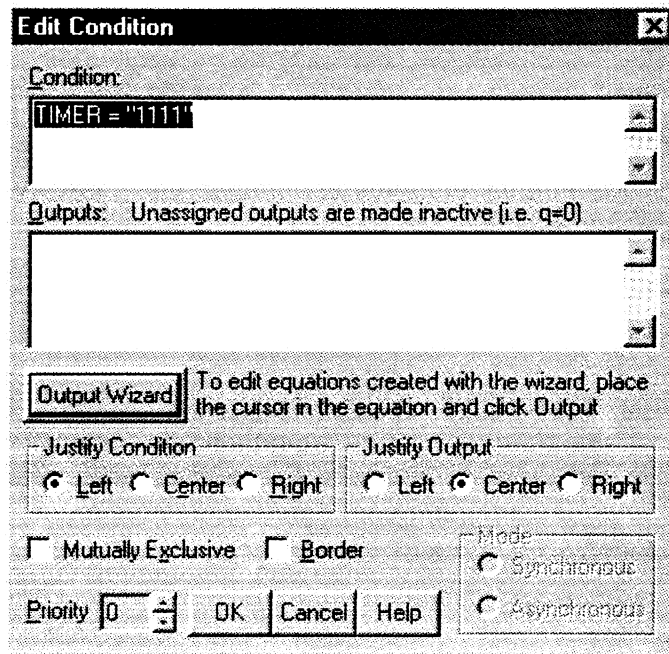 Edit Condition
Condition:
TIMER = "1111"
Outputs: Unassigned outputs are made inactive (i.e. q=0)
Output Wizard
To edit equations created with the wizard, place
the cursor in the equation and click Output
Justify Condition
Left Center Right
Justify Output
Left Center Right
Mutually Exclusive Border
Mode
Synchronous
Asynchronous
Priority 0 OK Cancel Help